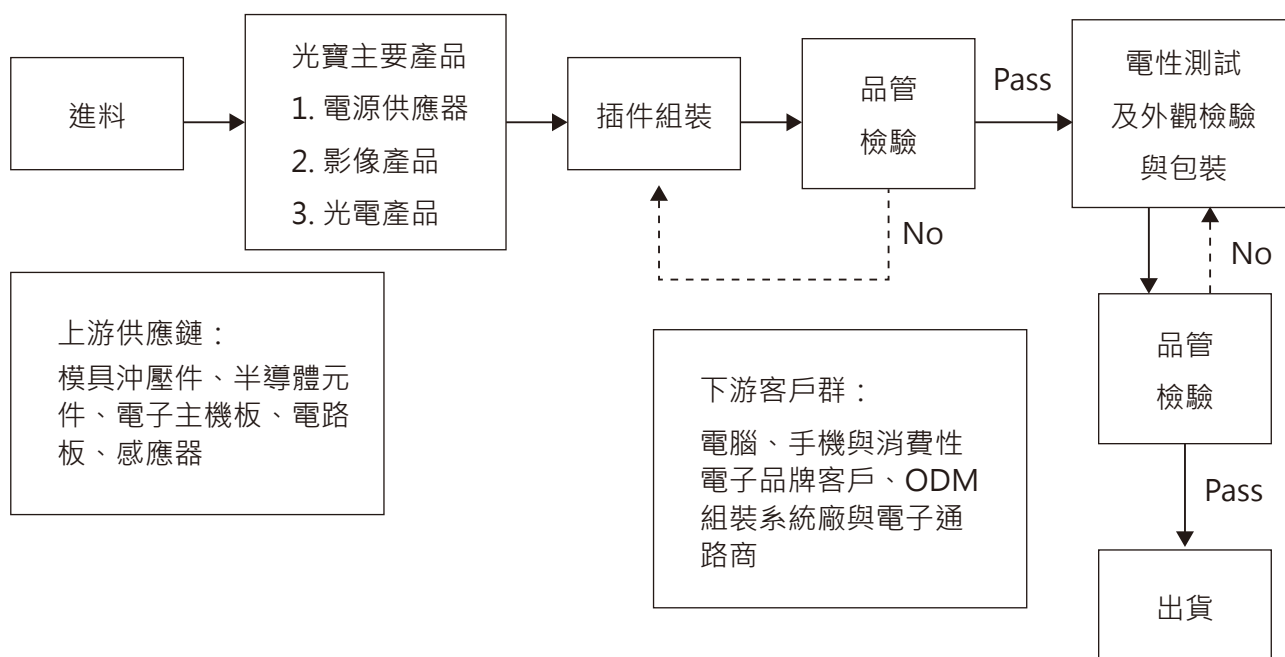 進料
光寶主要產品
1. 電源供應器
2. 影像產品
3. 光電產品
插件組裝
品管
檢驗
Pass
No
電性測試
及外觀檢驗
與包裝
No
品管
檢驗
Pass
出貨
上游供應鏈：
模具沖壓件、半導體元
件、電子主機板、電路
板、感應器
下游客戶群：
電腦、手機與消費性
電子品牌客戶、ODM
組裝系統廠與電子通
路商